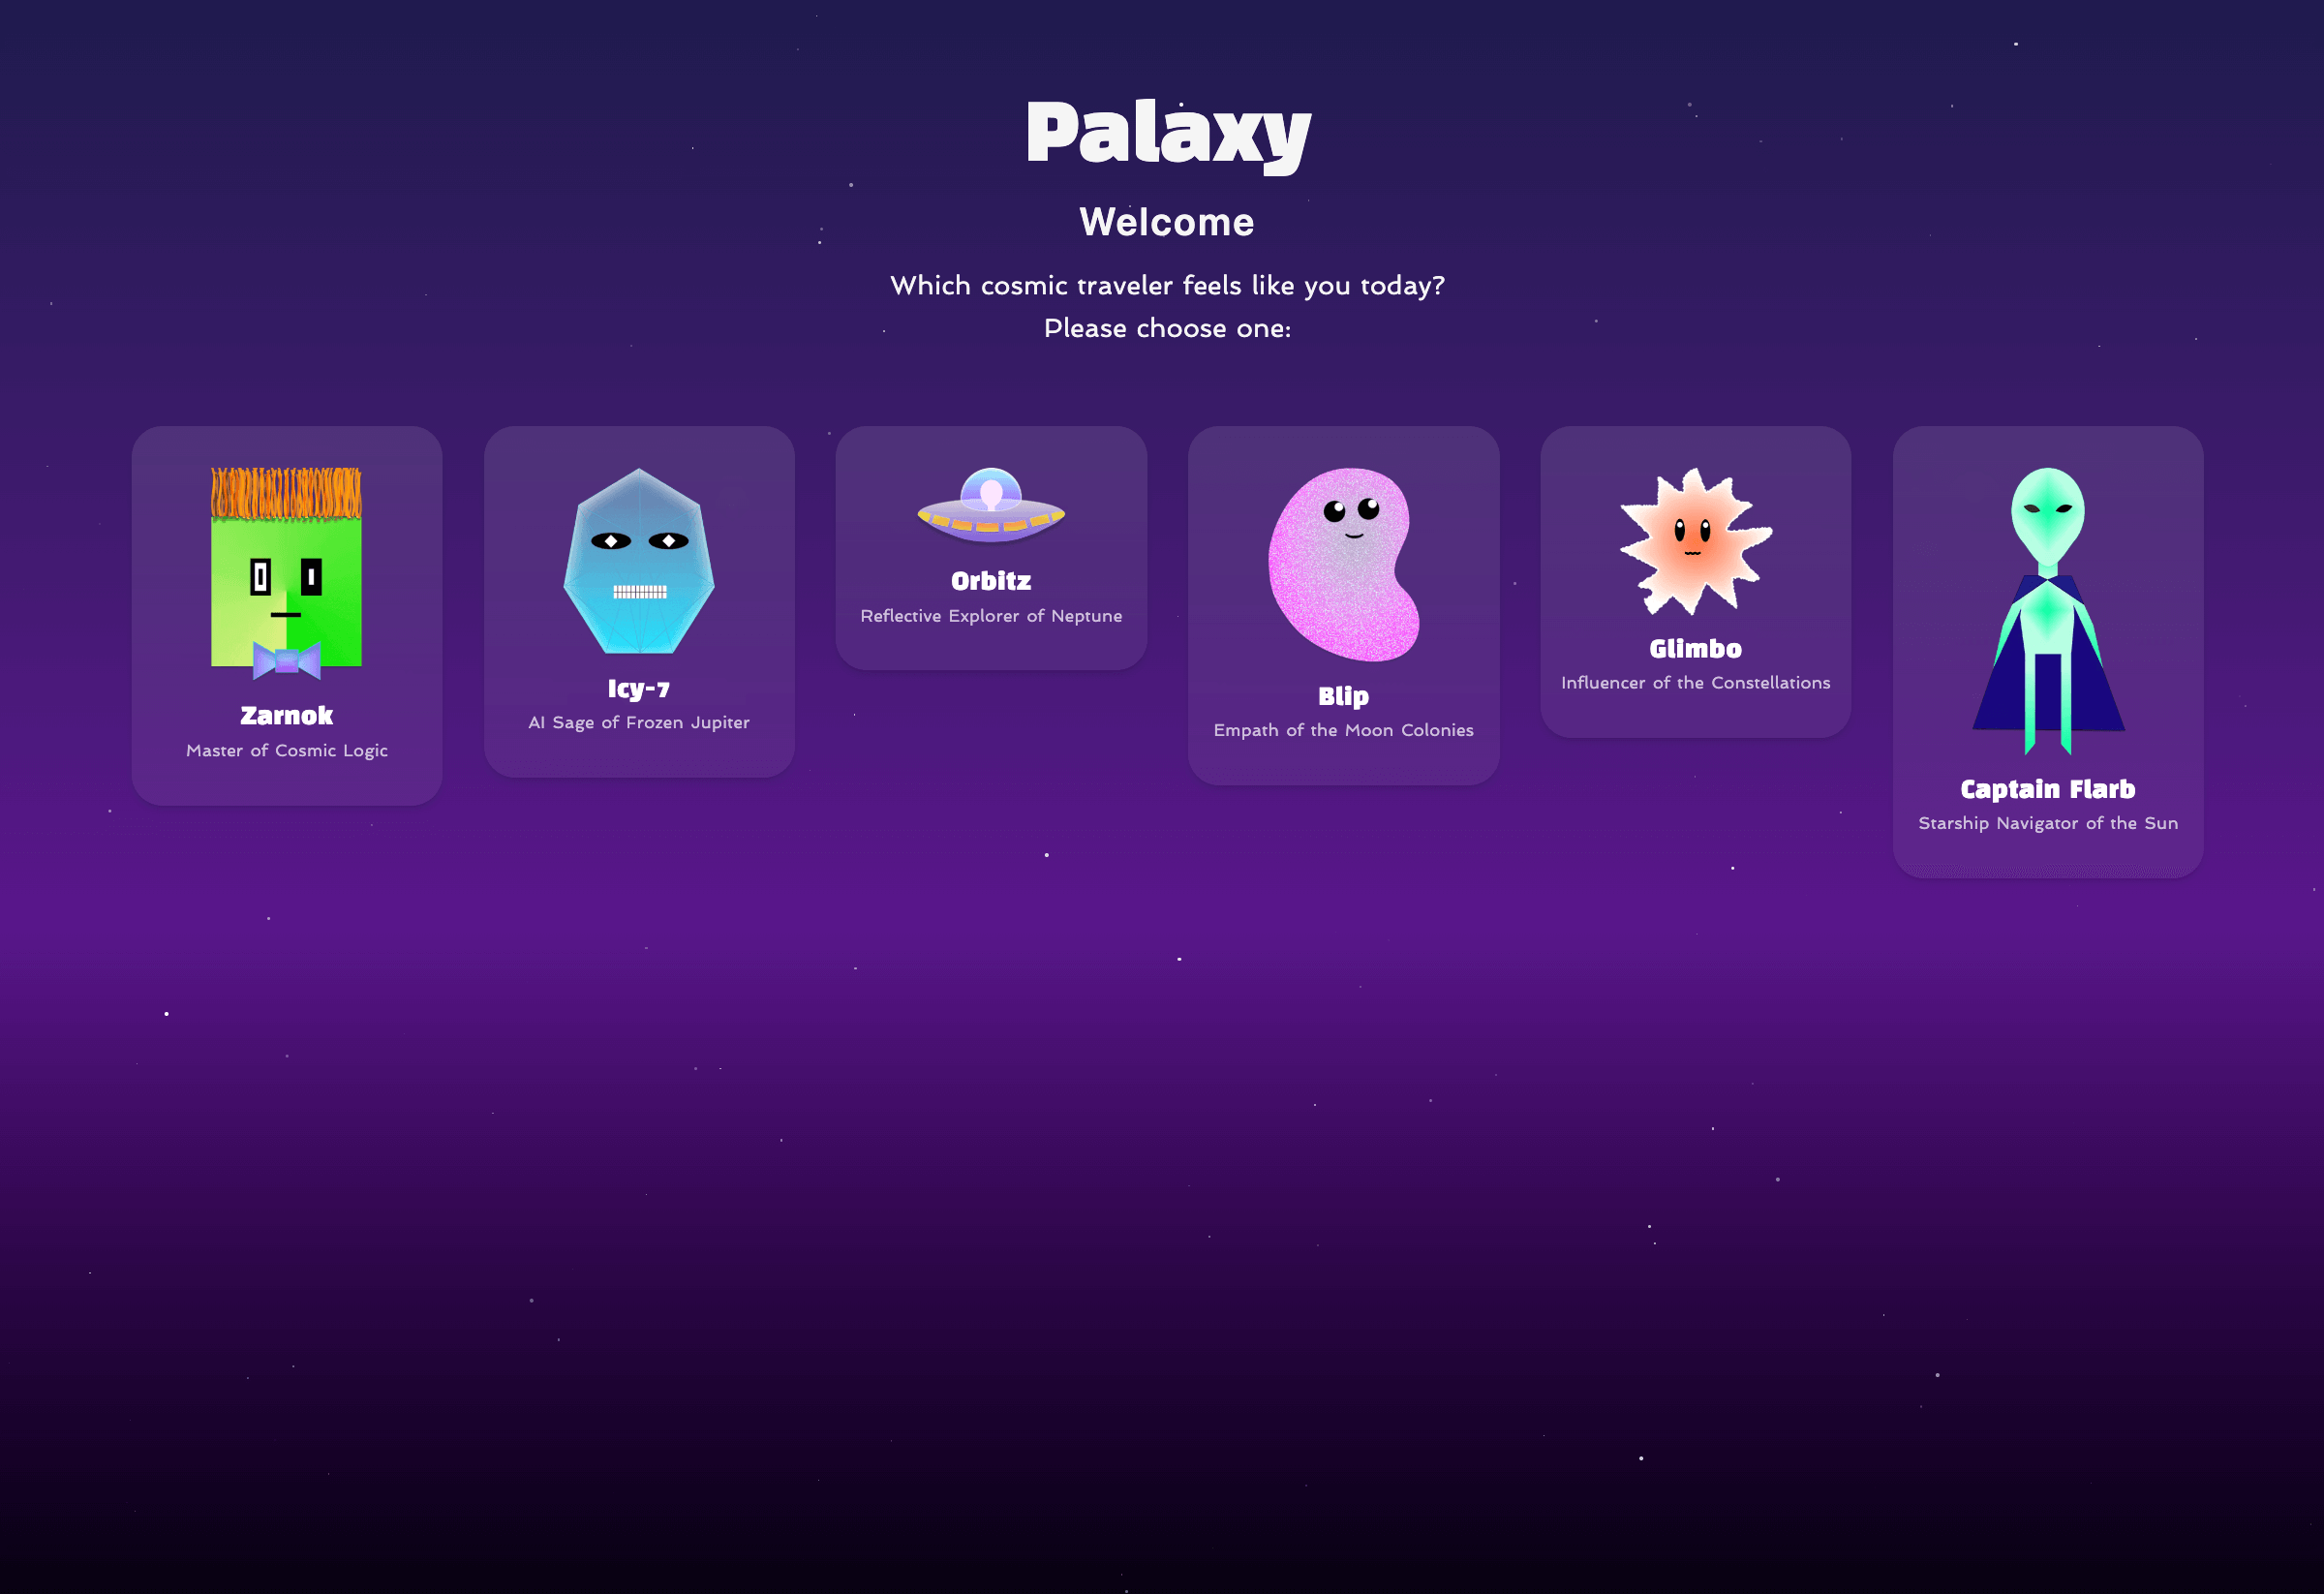 Palaxy
Welcome
Which cosmic traveler feels like you today?
Please choose one:
Zarnok
Master of Cosmic Logic
Icy-7
AI Sage of Frozen Jupiter
Orbitz
Reflective Explorer of Neptune
Blip
Empath of the Moon Colonies
Glimbo
Influencer of the Constellations
Captain Flarb
Starship Navigator of the Sun